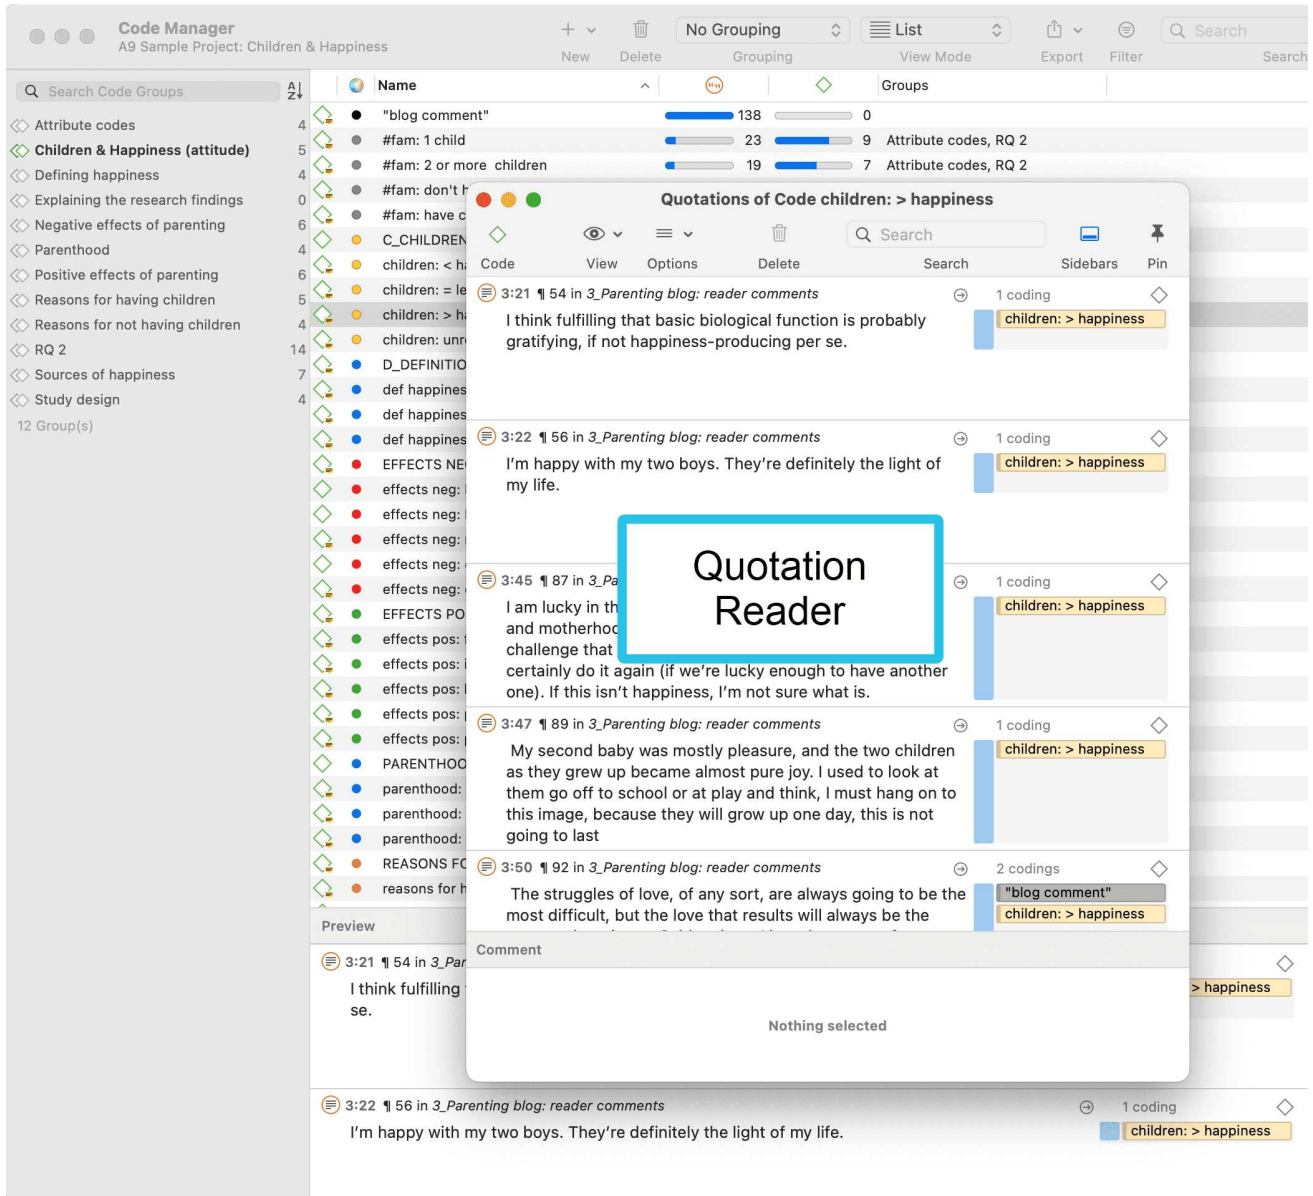 Code Manager
A9 Sample Project: Children & Happiness
No Grouping
List
Search
New
Delete
Grouping
View Mode
Export
Filter
Search
Search Code Groups
Name
Groups
Attribute codes 4
Children & Happiness (attitude) 5
Defining happiness 4
Explaining the research findings 0
Negative effects of parenting 6
Parenthood 4
Positive effects of parenting 6
Reasons for having children 5
Reasons for not having children 4
RQ 2 14
Sources of happiness 7
Study design 4
12 Group(s)
"blog comment" 138 0
#fam: 1 child 23 9 Attribute codes, RQ 2
#fam: 2 or more children 19 7 Attribute codes, RQ 2
#fam: don't h
#fam: have c
C_CHILDREN
children: < ha
children: = le
children: > ha
children: unr
D_DEFINITIO
def happines
def happines
def happines
EFFECTS NE
effects neg:
effects neg:
effects neg:
effects neg:
effects neg:
EFFECTS PO
effects pos:
effects pos: i
effects pos:
effects pos:
effects pos:
PARENTHOO
parenthood:
parenthood:
parenthood:
REASONS FO
reasons for h
Quotations of Code children: > happiness
Search
Code
View
Options
Delete
Search
Sidebars
Pin
3:21 ¶ 54 in 3_Parenting blog: reader comments
1 coding
I think fulfilling that basic biological function is probably
gratifying, if not happiness-producing per se.
children: > happiness
3:22 ¶ 56 in 3_Parenting blog: reader comments
1 coding
I'm happy with my two boys. They're definitely the light of
my life.
children: > happiness
Quotation
Reader
3:45 ¶ 87 in 3_Pa
1 coding
I am lucky in th
and motherhoo
challenge that
certainly do it again (if we're lucky enough to have another
one). If this isn't happiness, I'm not sure what is.
children: > happiness
3:47 ¶ 89 in 3_Parenting blog: reader comments
1 coding
My second baby was mostly pleasure, and the two children
as they grew up became almost pure joy. I used to look at
them go off to school or at play and think, I must hang on to
this image, because they will grow up one day, this is not
going to last
children: > happiness
3:50 ¶ 92 in 3_Parenting blog: reader comments
2 codings
The struggles of love, of any sort, are always going to be the
most difficult, but the love that results will always be the
"blog comment"
children: > happiness
Comment
Nothing selected
Preview
3:21 ¶ 54 in 3_Par
I think fulfilling
se.
> happiness
3:22 ¶ 56 in 3_Parenting blog: reader comments
1 coding
I'm happy with my two boys. They're definitely the light of my life.
children: > happiness